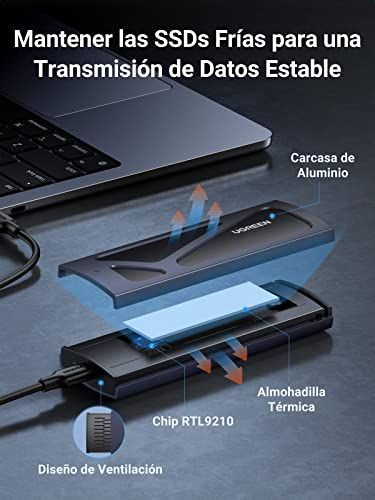 Mantener las SSDs Frías para una
Transmisión de Datos Estable
Carcasa de
Aluminio
UGREEN
Almohadilla
Térmica
Chip RTL9210
Diseño de Ventilación